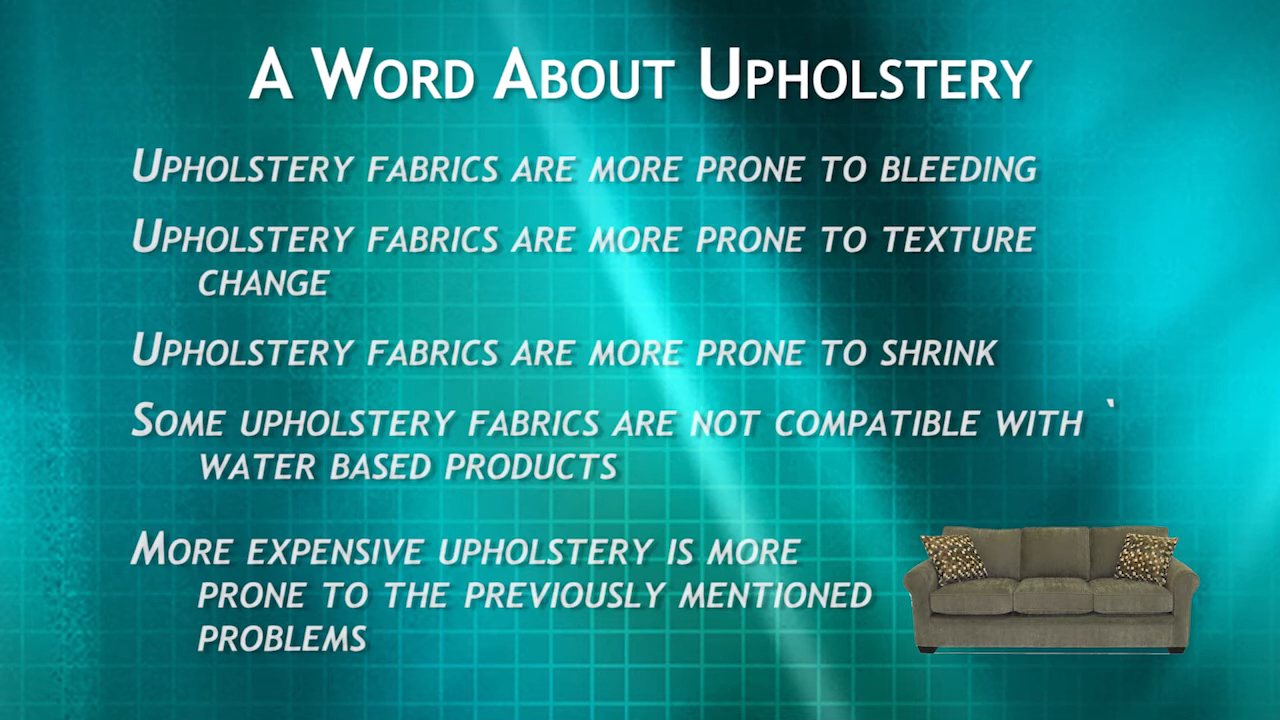 A Word About Upholstery
Upholstery fabrics are more prone to bleeding
Upholstery fabrics are more prone to texture
change
Upholstery fabrics are more prone to shrink
Some upholstery fabrics are not compatible with `
water based products
More expensive upholstery is more
prone to the previously mentioned
problems